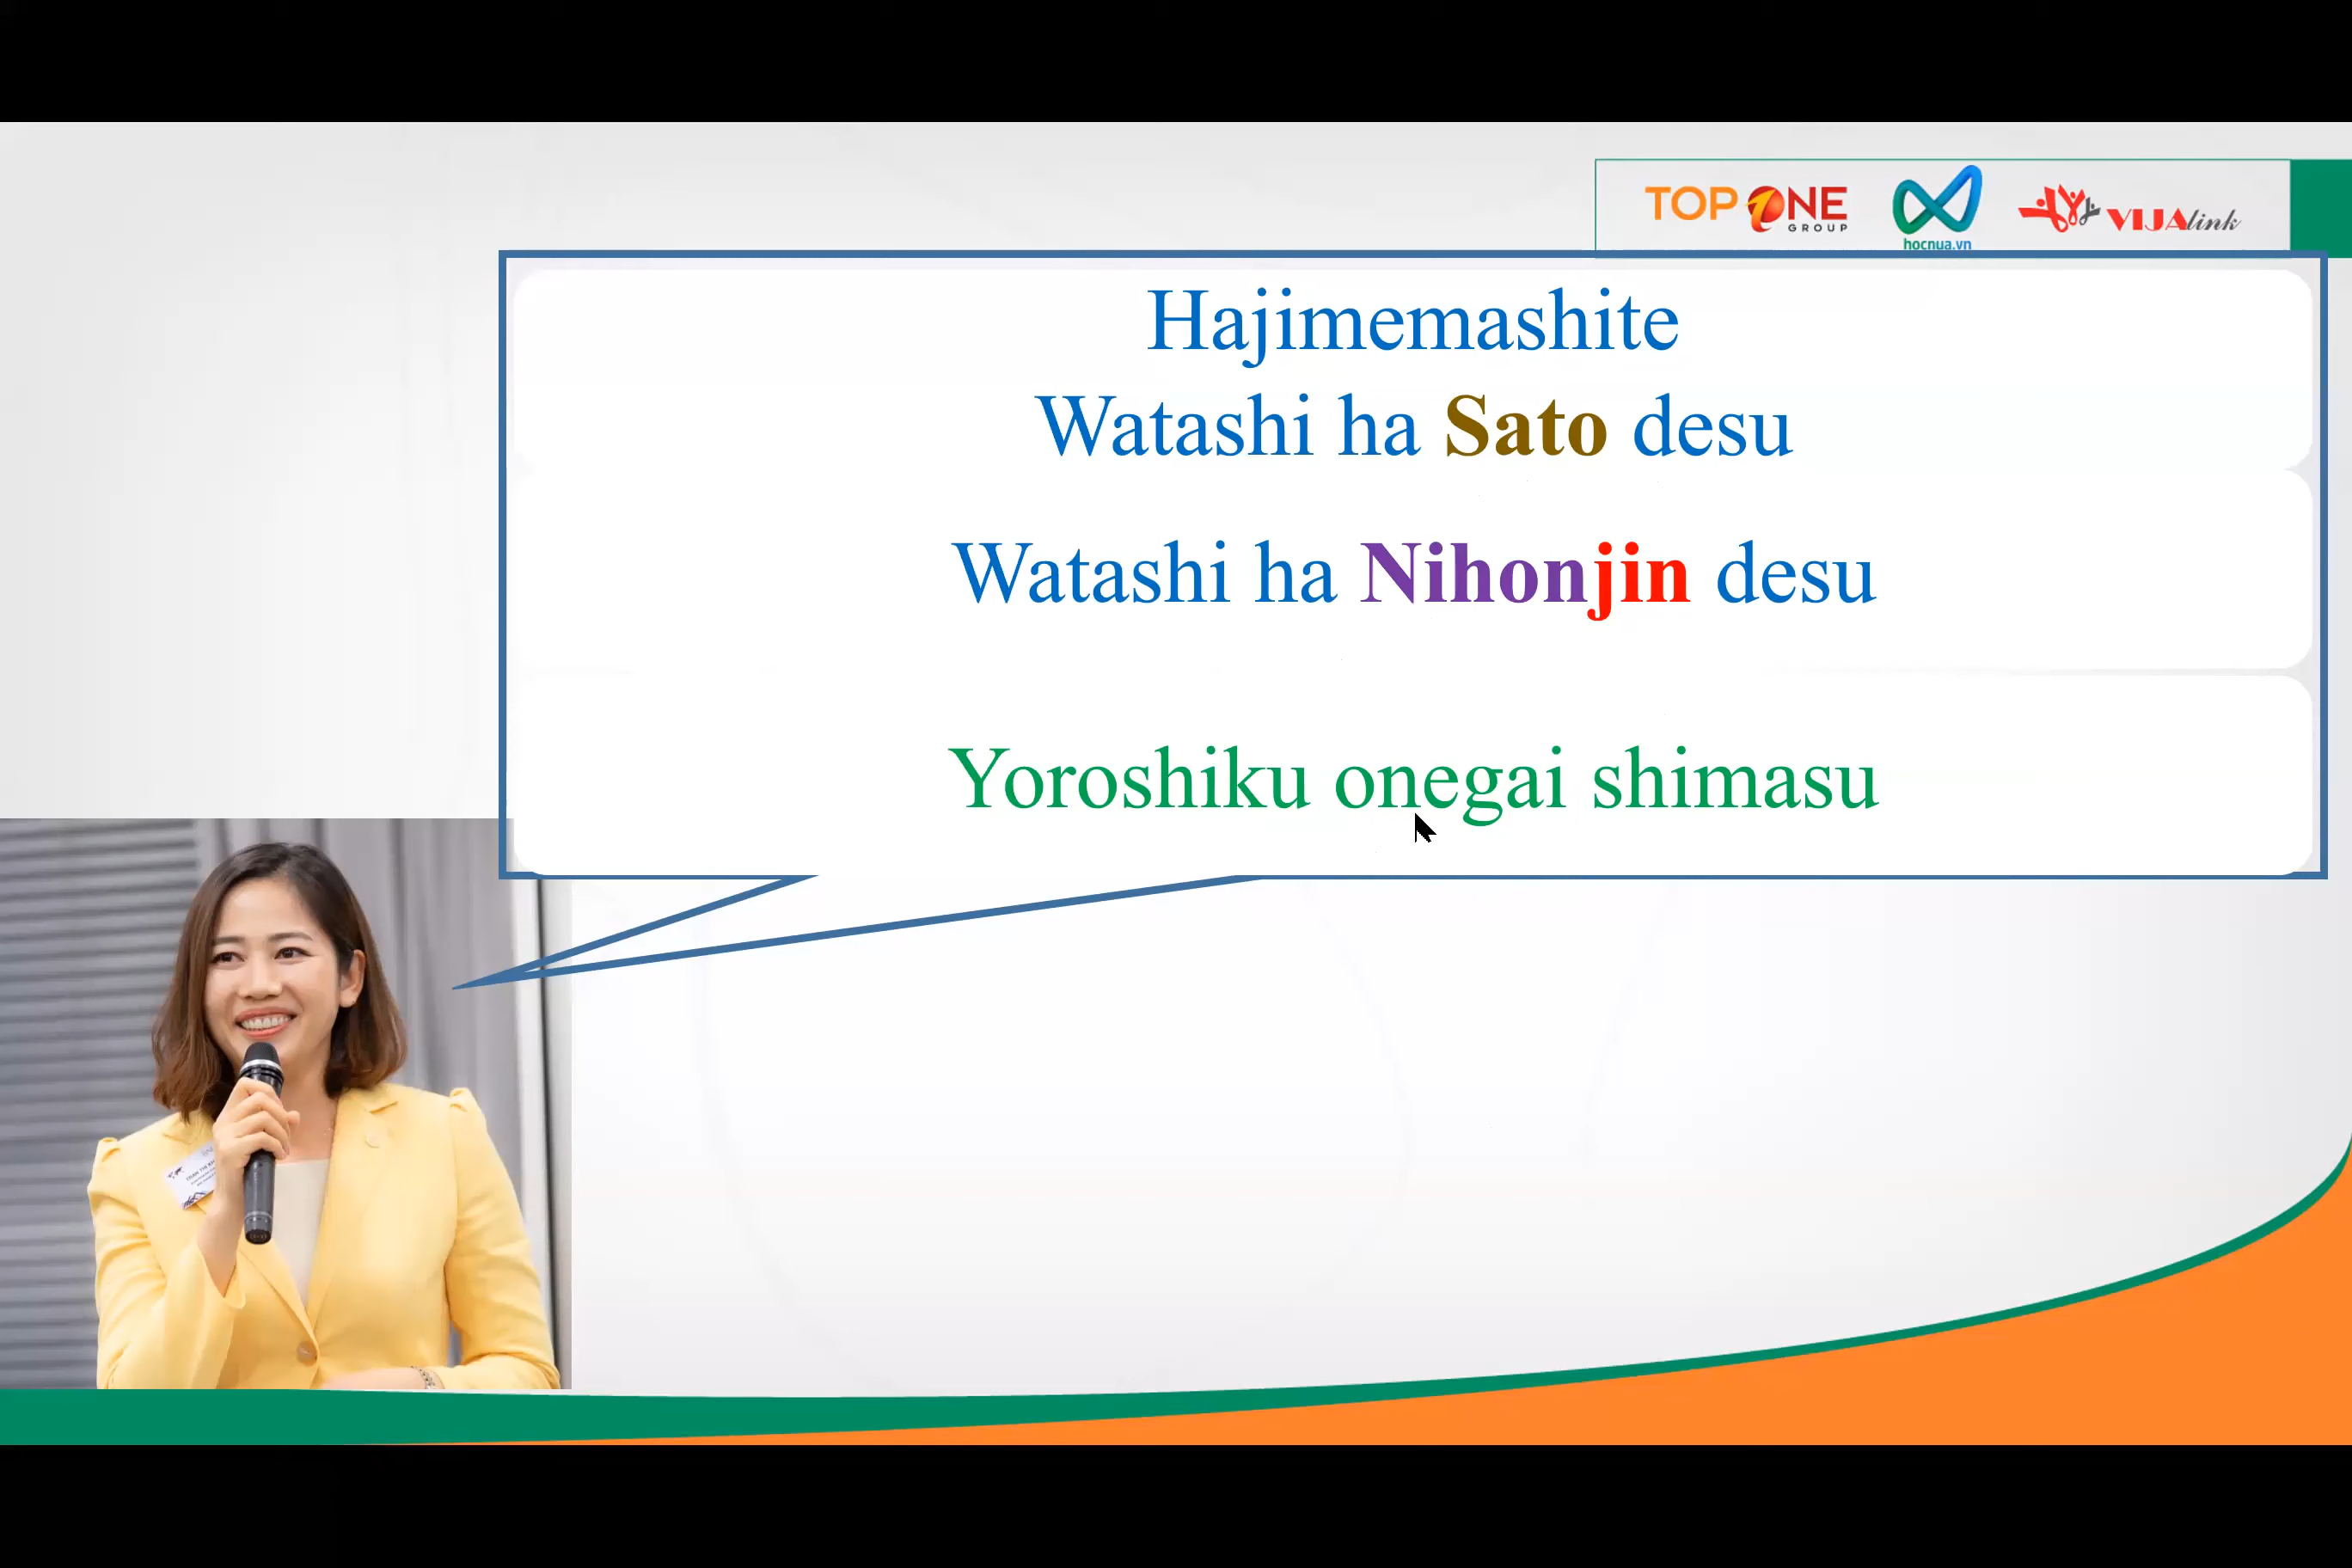 TOP ONE
GROUP
hocnua.vn
VIJAlink
Hajimemashite
Watashi ha Sato desu
Watashi ha Nihonjin desu
Yoroshiku onegai shimasu